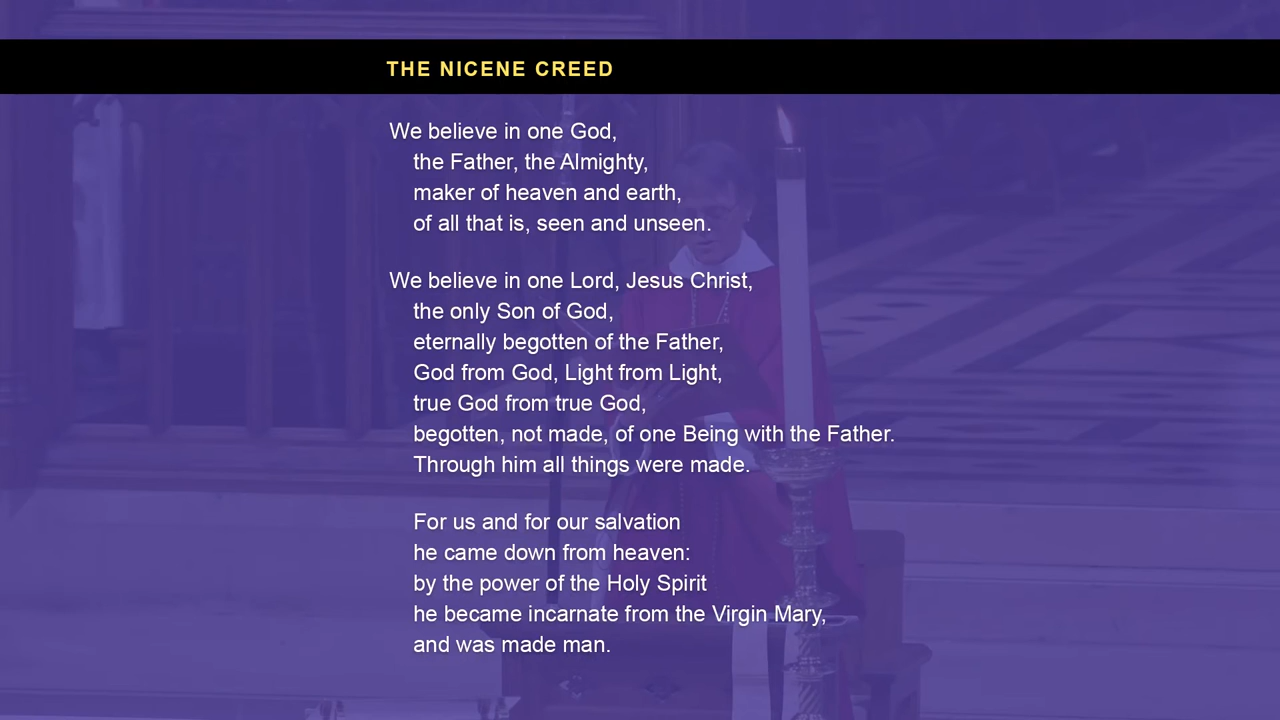 THE NICENE CREED
We believe in one God,
the Father, the Almighty,
maker of heaven and earth,
of all that is, seen and unseen.
We believe in one Lord, Jesus Christ,
the only Son of God,
eternally begotten of the Father,
God from God, Light from Light,
true God from true God,
begotten, not made, of one Being with the Father.
Through him all things were made.
For us and for our salvation
he came down from heaven:
by the power of the Holy Spirit
he became incarnate from the Virgin Mary,
and was made man.